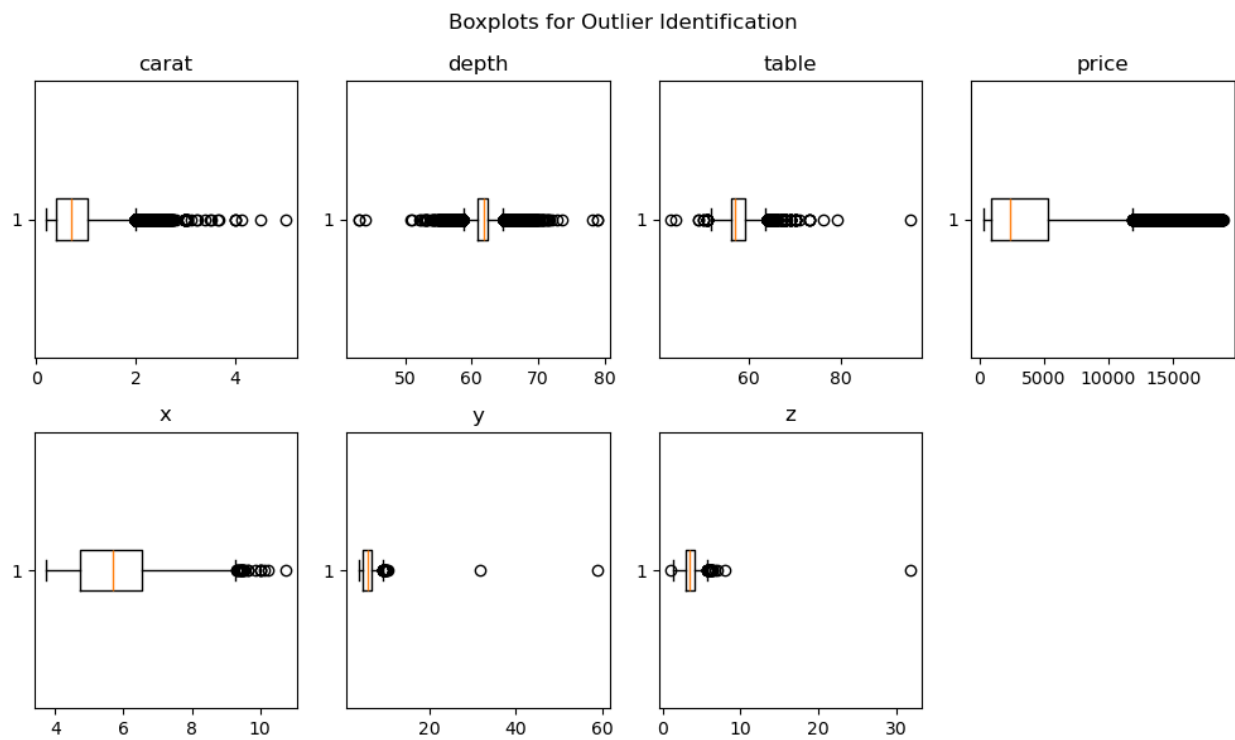 Boxplots for Outlier Identification
carat depth table price
1 1 1 1
0 2 4 50 60 70 80 60 80 0 5000 10000 15000
x y z
1 1 1
4 6 8 10 20 40 60 0 10 20 30